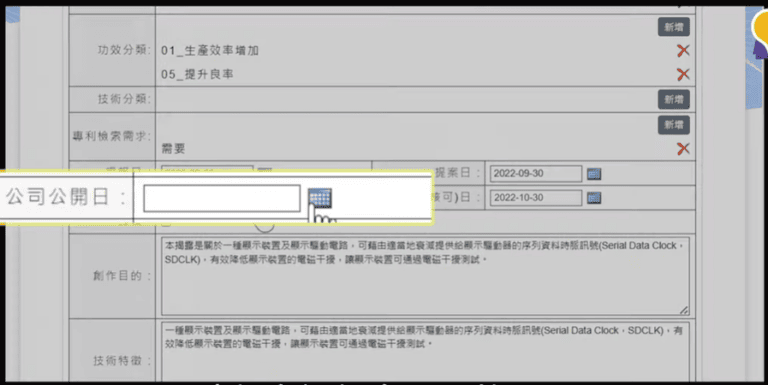 新增
功效分類:
01_生產效率增加
05_提升良率
技術分類:
新增
新增
專利檢索需求:
需要
提案日:
2022-09-30
公司公開日:
可)日:
2022-10-30
創作目的:
本揭露是關於一種顯示裝置及顯示驅動電路，可藉由適當地衰減提供給顯示驅動器的序列資料時脈訊號(Serial Data Clock，
SDCLK)，有效降低顯示裝置的電磁干擾，讓顯示裝置可通過電磁干擾測試。
技術特徵:
一種顯示裝置及顯示驅動電路，可藉由適當地衰減提供給顯示驅動器的序列資料時脈訊號(Serial Data Clock，SDCLK)，有
效降低顯示裝置的電磁干擾，讓顯示裝置可通過電磁干擾測試。